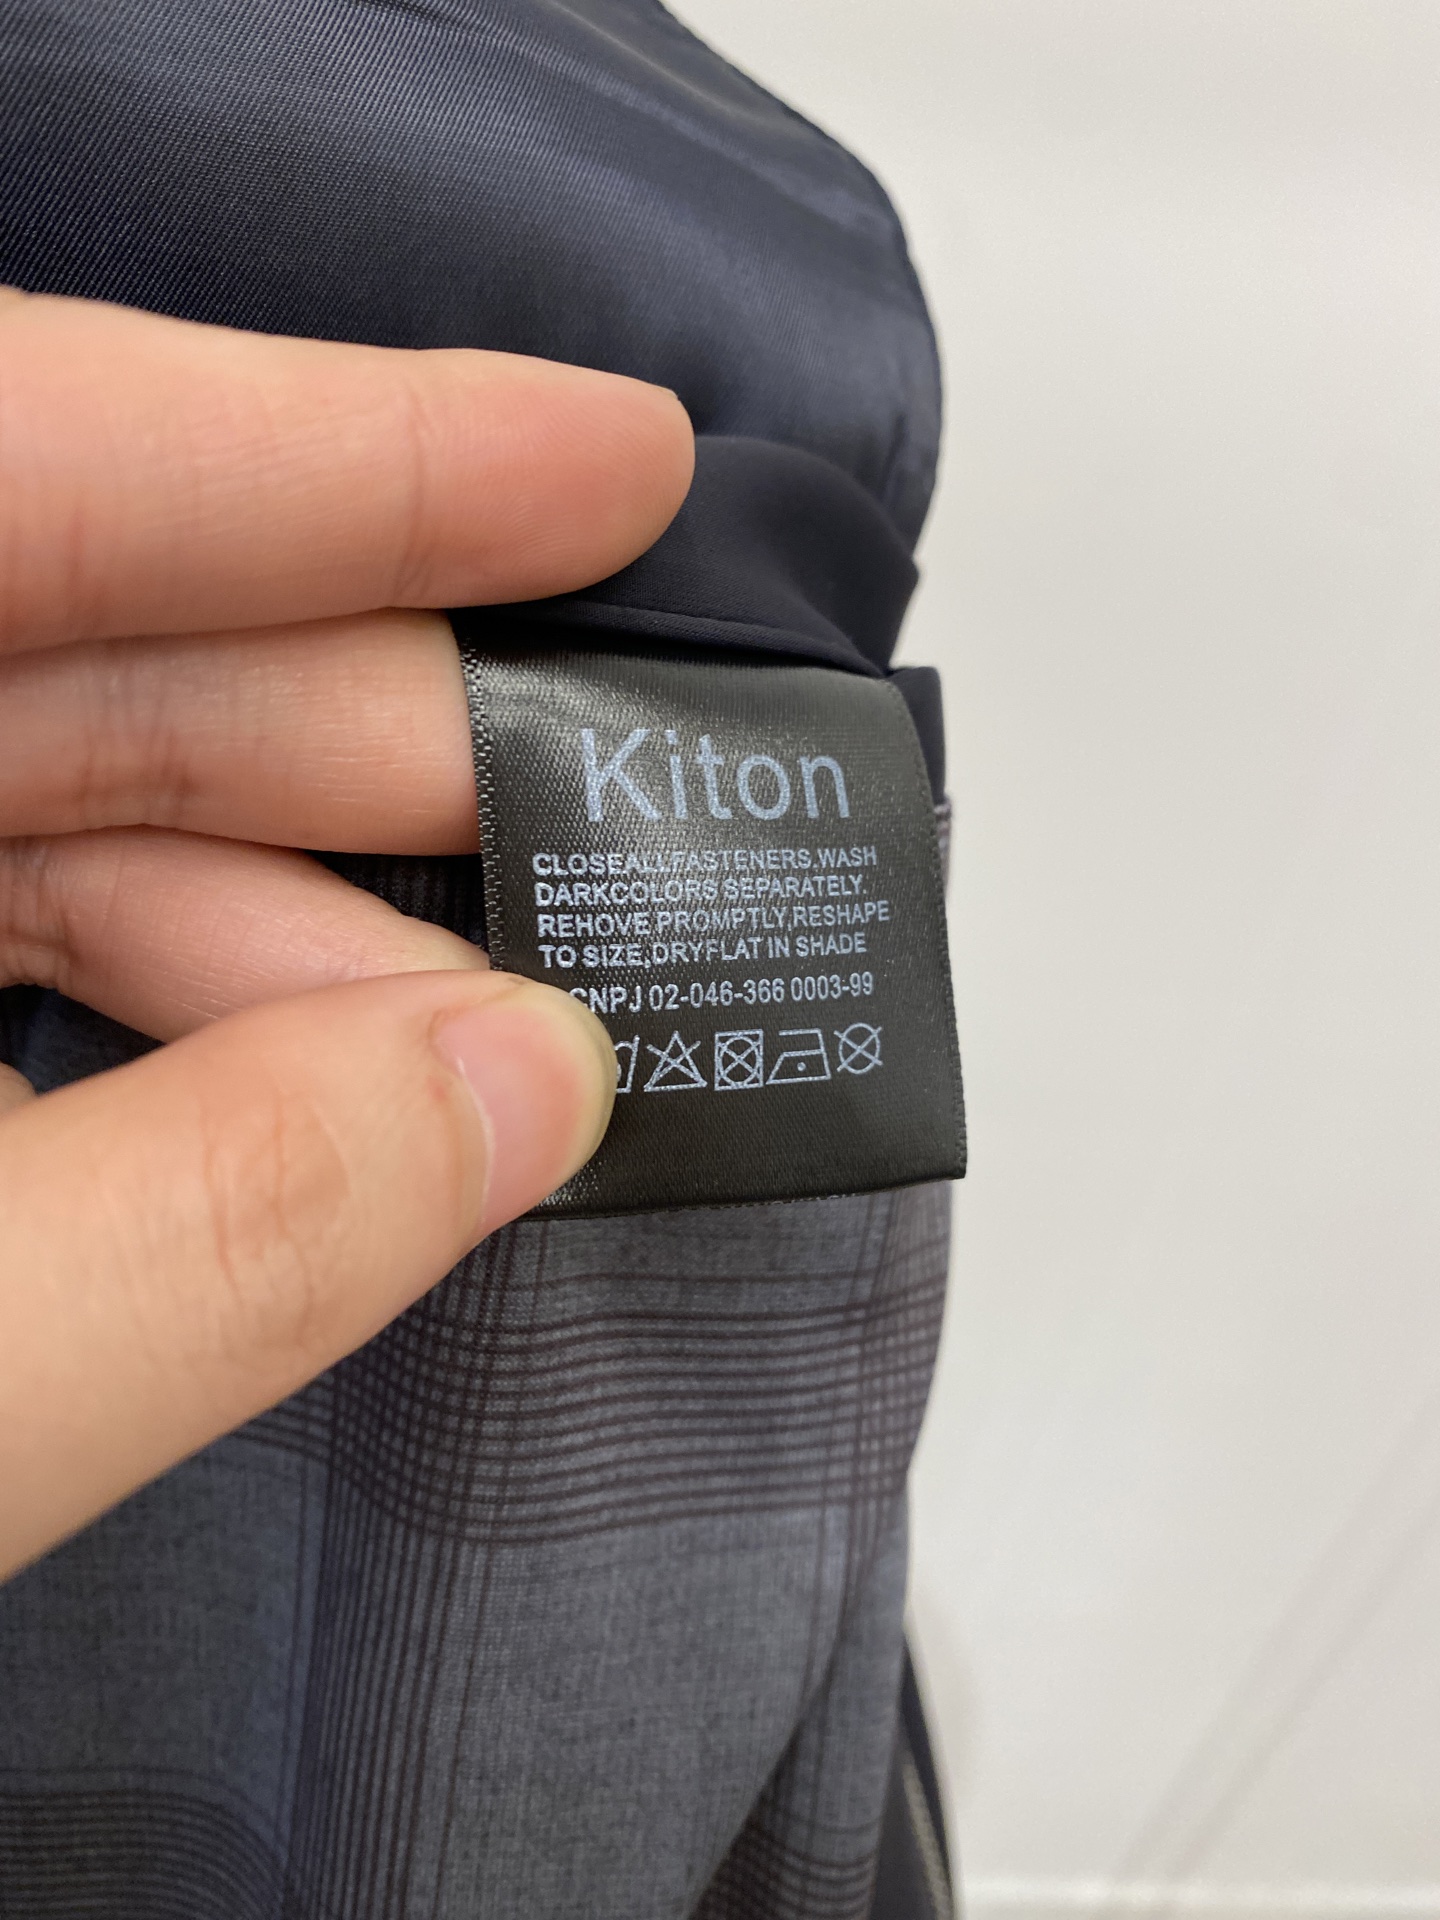 Kiton
CLOSEALLFASTENERS.WASH
DARKCOLORS SEPARATELY.
REHOVE PROMPTLY,RESHAPE
TO SIZE,DRYFLAT IN SHADE
CNPJ 02-046-366 0003-99